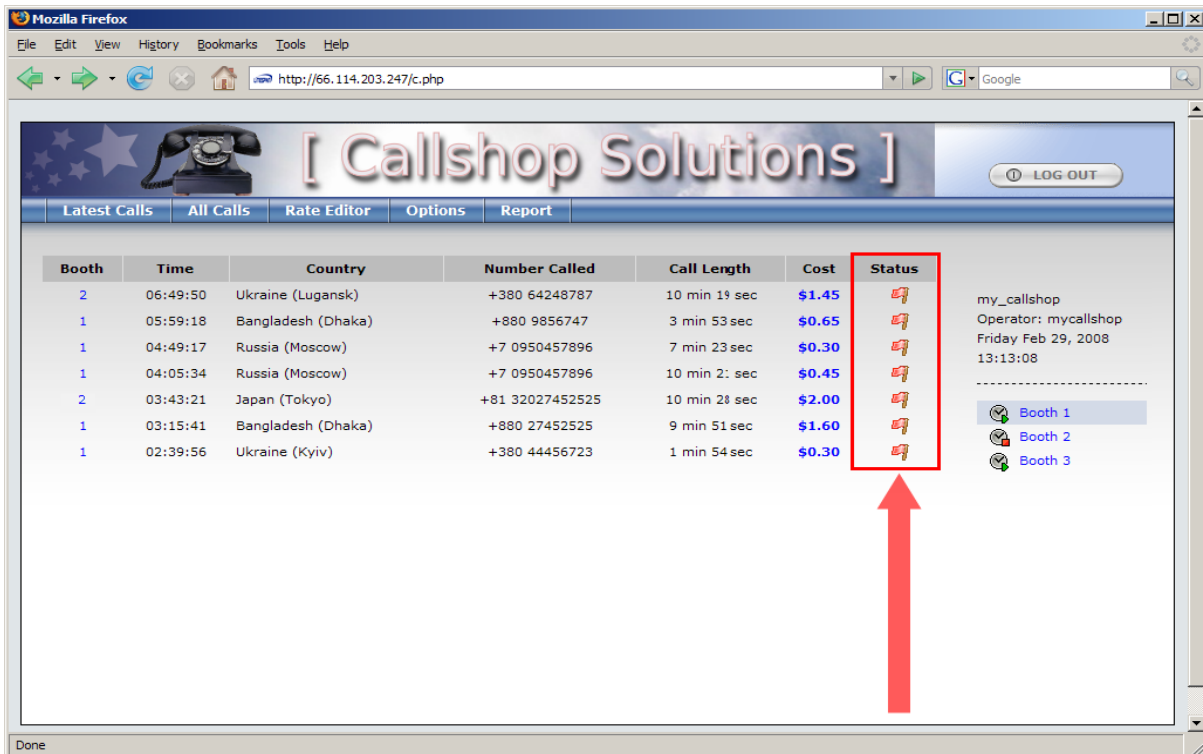 Mozilla Firefox
File Edit View History Bookmarks Tools Help
http://66.114.203.247/c.php
G Google
[ Callshop Solutions ]
LOG OUT
Latest Calls All Calls Rate Editor Options Report
Booth Time Country Number Called Call Length Cost Status
2 06:49:50 Ukraine (Lugansk) +380 64248787 10 min 19 sec $1.45
1 05:59:18 Bangladesh (Dhaka) +880 9856747 3 min 53 sec $0.65
1 04:49:17 Russia (Moscow) +7 0950457896 7 min 23 sec $0.30
1 04:05:34 Russia (Moscow) +7 0950457896 10 min sec $0.45
2 03:43:21 Japan (Tokyo) +81 32027452525 10 min 28 sec $2.00
1 03:15:41 Bangladesh (Dhaka) +880 27452525 9 min 51 sec $1.60
1 02:39:56 Ukraine (Kyiv) +380 44456723 1 min 54 sec $0.30
my_callshop
Operator: mycallshop
Friday Feb 29, 2008
13:13:08
Booth 1
Booth 2
Booth 3
Done